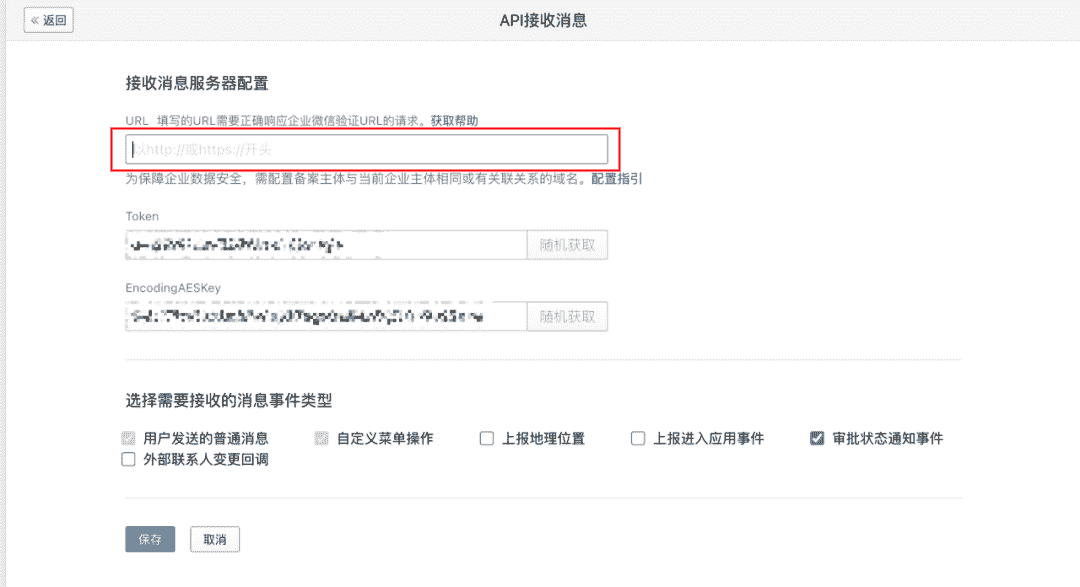 « 返回
API接收消息
接收消息服务器配置
URL 填写的URL需要正确响应企业微信验证URL的请求。获取帮助
以http://或https://开头
为保障企业数据安全，需配置备案主体与当前企业主体相同或有关联关系的域名。配置指引
Token
随机获取
EncodingAESKey
随机获取
选择需要接收的消息事件类型
用户发送的普通消息 自定义菜单操作 上报地理位置 上报进入应用事件 审批状态通知事件
外部联系人变更回调
保存 取消